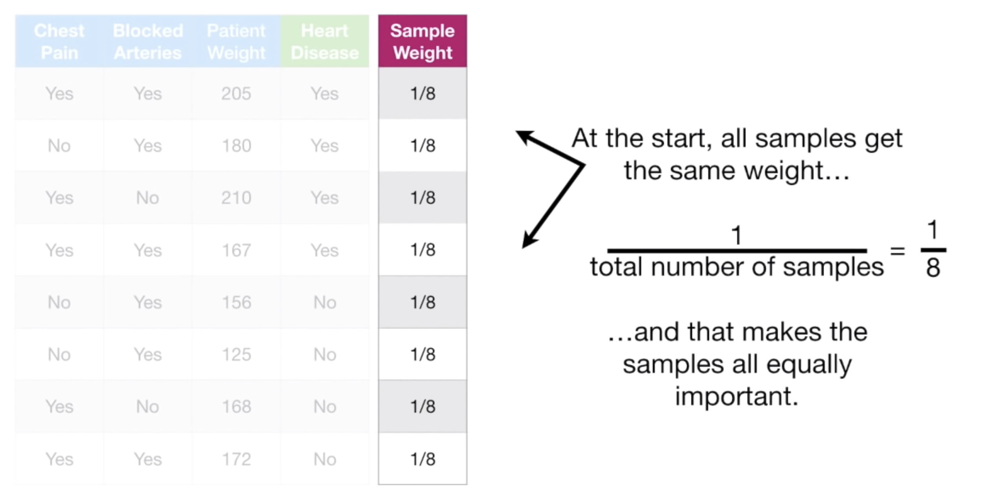 Chest Pain Blocked Arteries Patient Weight Heart Disease Sample Weight
Yes Yes 205 Yes 1/8
No Yes 180 Yes 1/8
Yes No 210 Yes 1/8
Yes Yes 167 Yes 1/8
No Yes 156 No 1/8
No Yes 125 No 1/8
Yes No 168 No 1/8
Yes Yes 172 No 1/8
At the start, all samples get
the same weight…
1
total number of samples
=
1
8
…and that makes the
samples all equally
important.